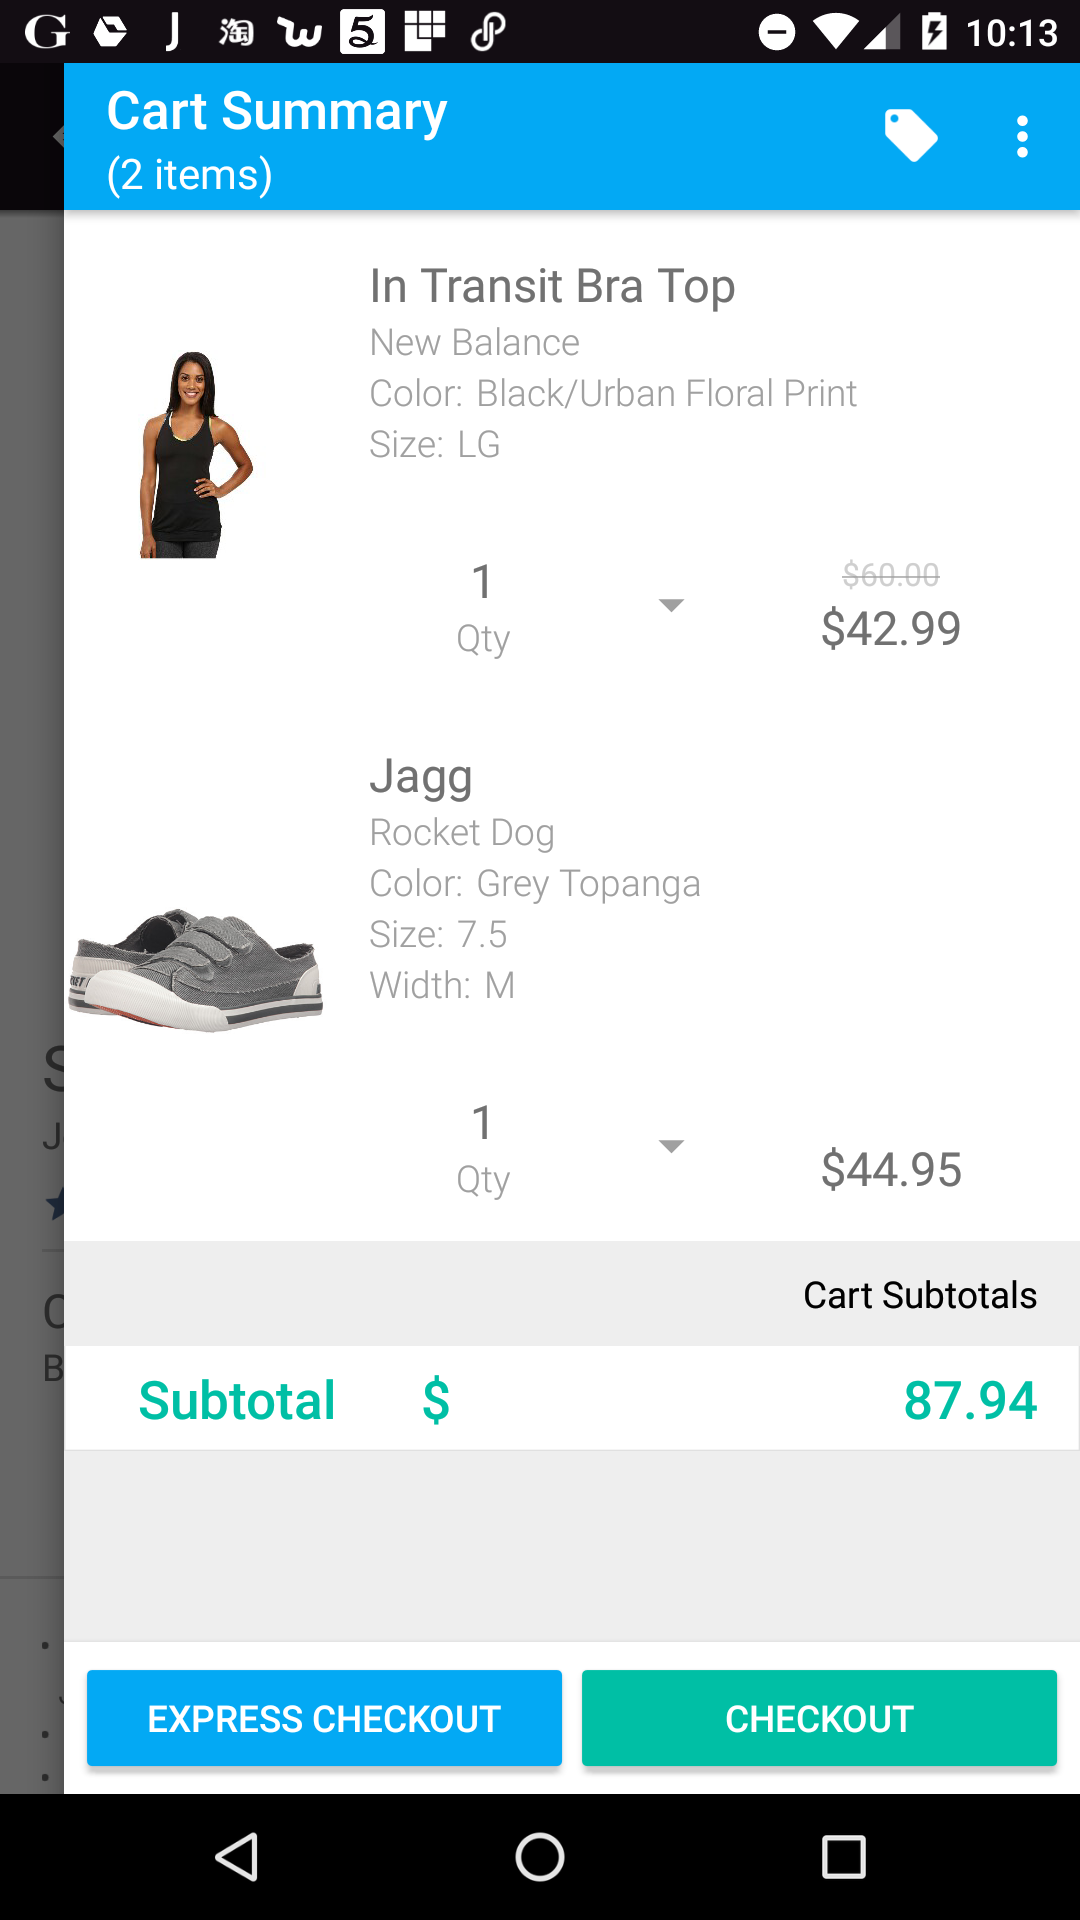 10:13
Cart Summary
(2 items)
In Transit Bra Top
New Balance
Color: Black/Urban Floral Print
Size: LG
1
Qty
$60.00
$42.99
Jagg
Rocket Dog
Color: Grey Topanga
Size: 7.5
Width: M
1
Qty
$44.95
Cart Subtotals
Subtotal $ 87.94
EXPRESS CHECKOUT
CHECKOUT